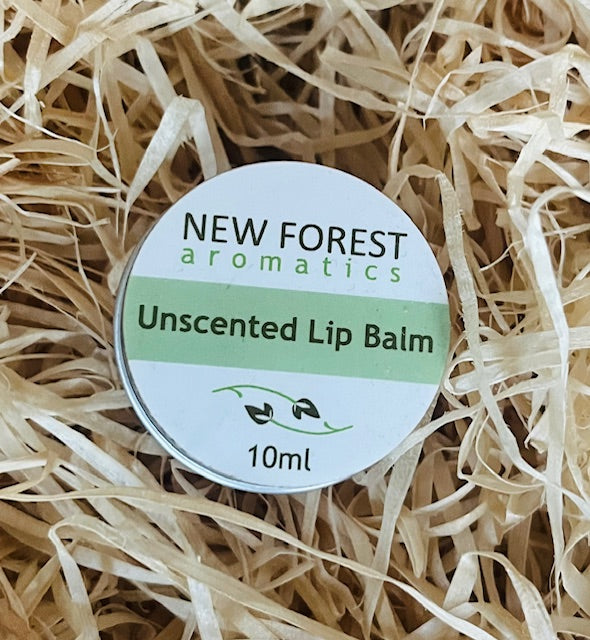 NEW FOREST
aromatics
Unscented Lip Balm
10ml